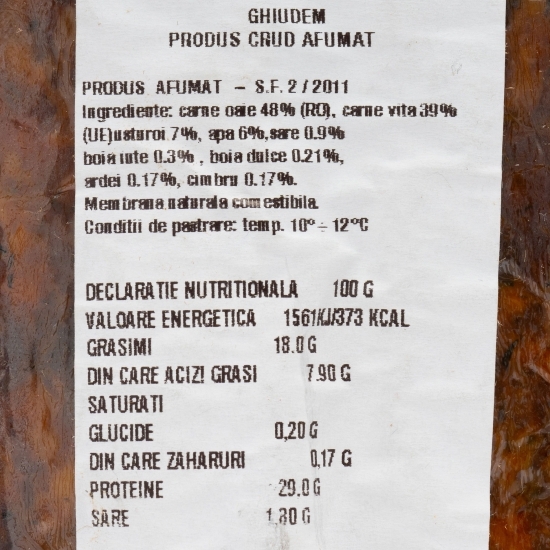 GHIUDEM
PRODUS CRUD AFUMAT
PRODUS AFUMAT – S.F. 2 / 2011
Ingrediente: carne oaie 48% (RO), carne vita 39%
(UE)usturoi 7%, apa 6%,sare 0.9%
boia iute 0.3% , boia dulce 0.21%,
ardei 0.17%, cimbru 0.17%.
Membrana naturala comestibila.
Conditii de pastrare: temp. 10° ÷ 12°C
DECLARATIE NUTRITIONALA 100 G
VALOARE ENERGETICA 1561KJ/373 KCAL
GRASIMI 18.0 G
DIN CARE ACIZI GRASI 7.90 G
SATURATI
GLUCIDE 0,20 G
DIN CARE ZAHARURI 0,17 G
PROTEINE 29.0 G
SARE 1,80 G